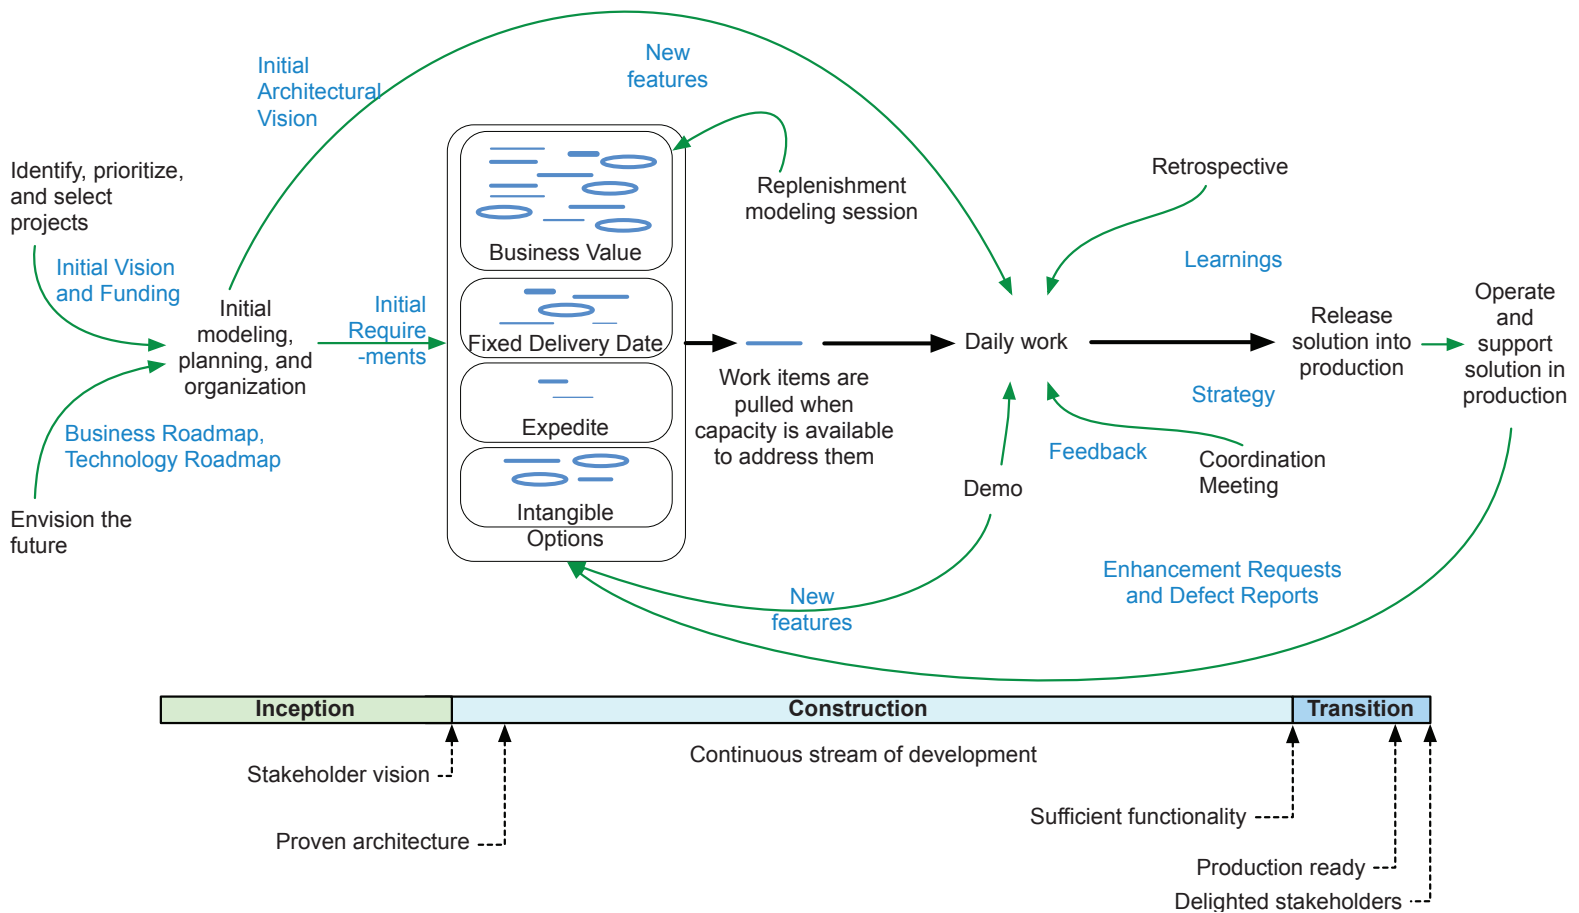 Initial
Architectural
Vision
New
features
Identify, prioritize,
and select
projects
Initial Vision
and Funding
Initial
modeling,
planning, and
organization
Business Roadmap,
Technology Roadmap
Envision the
future
Initial
Require
-ments
Business Value
Fixed Delivery Date
Expedite
Intangible
Options
Replenishment
modeling session
Work items are
pulled when
capacity is available
to address them
Retrospective
Learnings
Daily work
Release
solution into
production
Operate
and
support
solution in
production
Strategy
Feedback
Coordination
Meeting
Demo
New
features
Enhancement Requests
and Defect Reports
Inception
Construction
Transition
Continuous stream of development
Stakeholder vision
Proven architecture
Sufficient functionality
Production ready
Delighted stakeholders